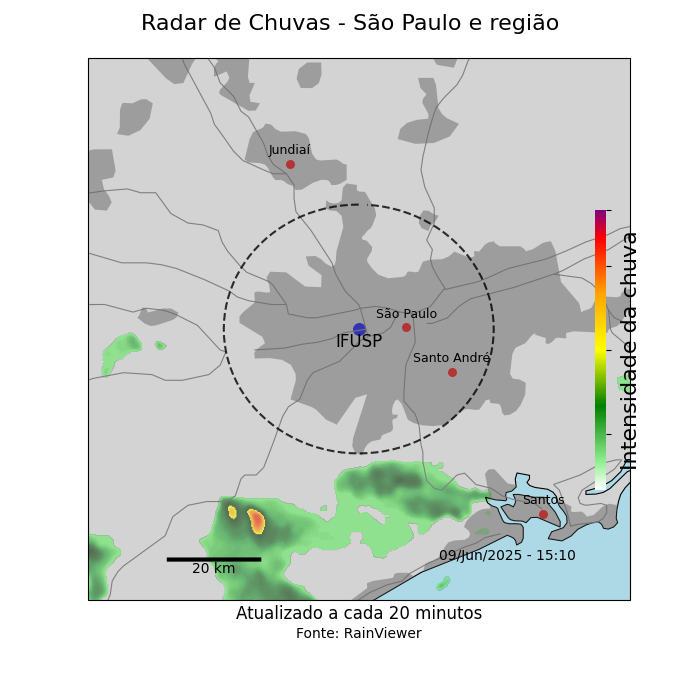 Radar de Chuvas - São Paulo e região
Jundiaí
São Paulo
IFUSP
Santo André
Intensidade da chuva
Santos
09/Jun/2025 - 15:10
20 km
Atualizado a cada 20 minutos
Fonte: RainViewer